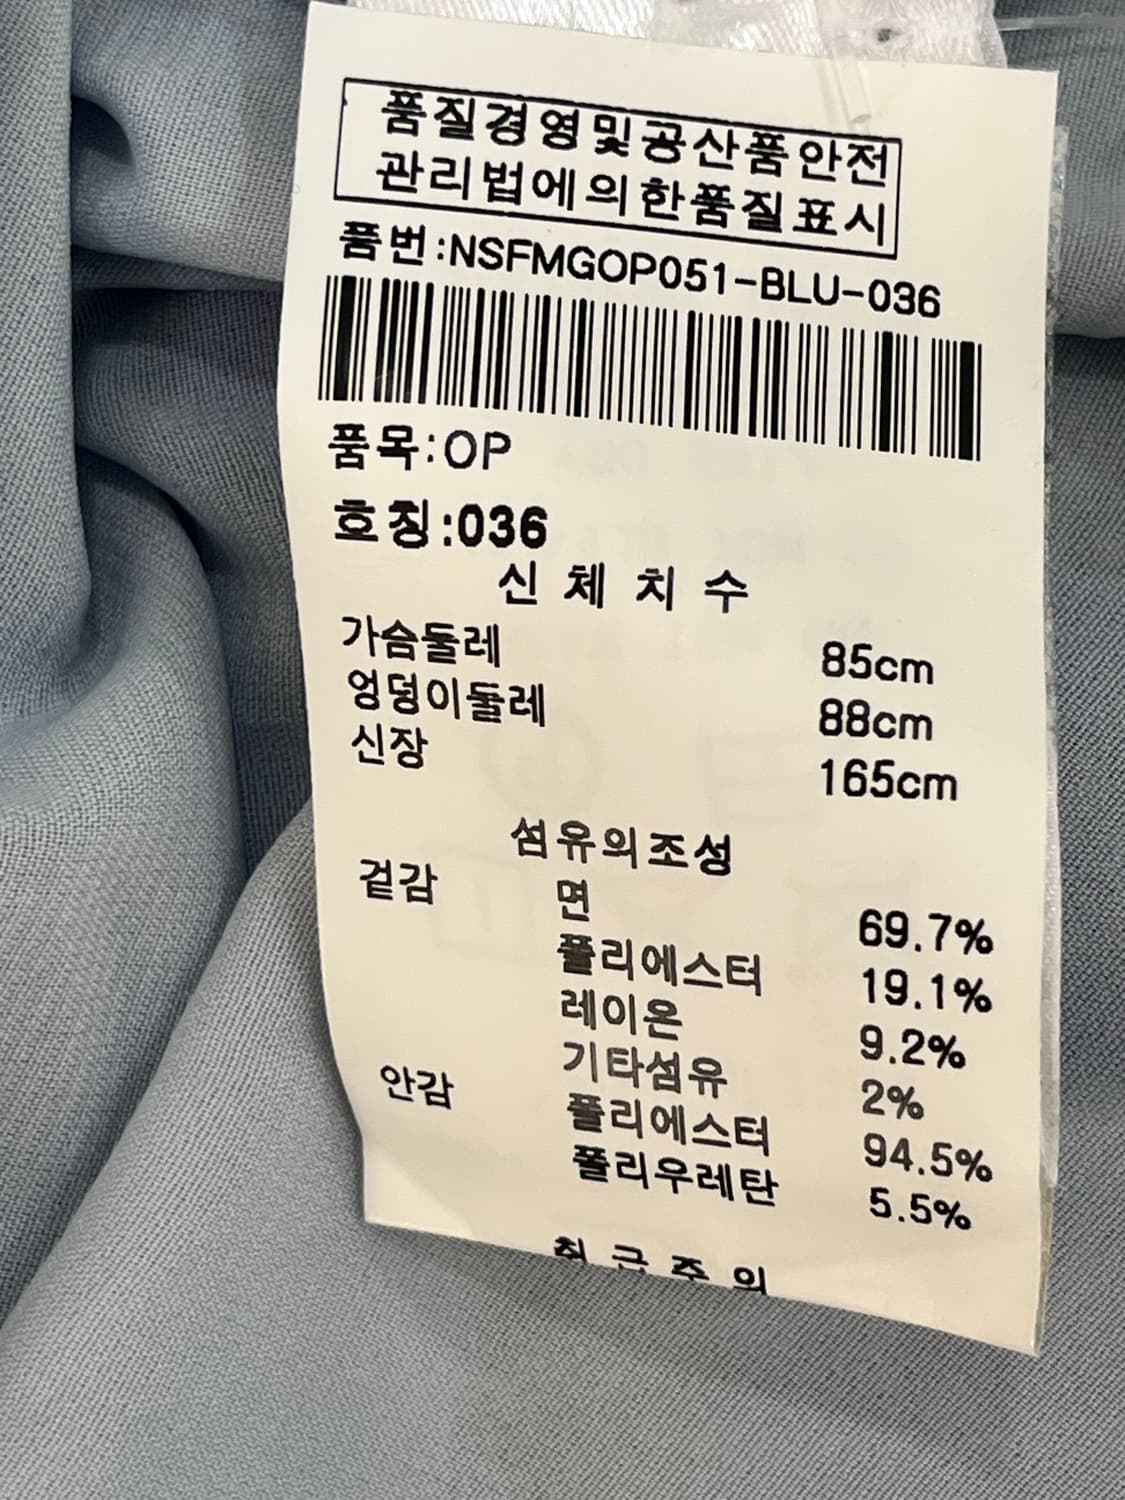 품질경영및공산품안전
관리법에의한품질표시
품번:NSFMGOP051-BLU-036
품목:OP
호칭:036
신 체 치 수
가슴둘레 85cm
엉덩이둘레 88cm
신장 165cm
섬유의조성
겉감 면 69.7%
폴리에스터 19.1%
레이온 9.2%
기타섬유 2%
안감 폴리에스터 94.5%
폴리우레탄 5.5%
취 급 주 의